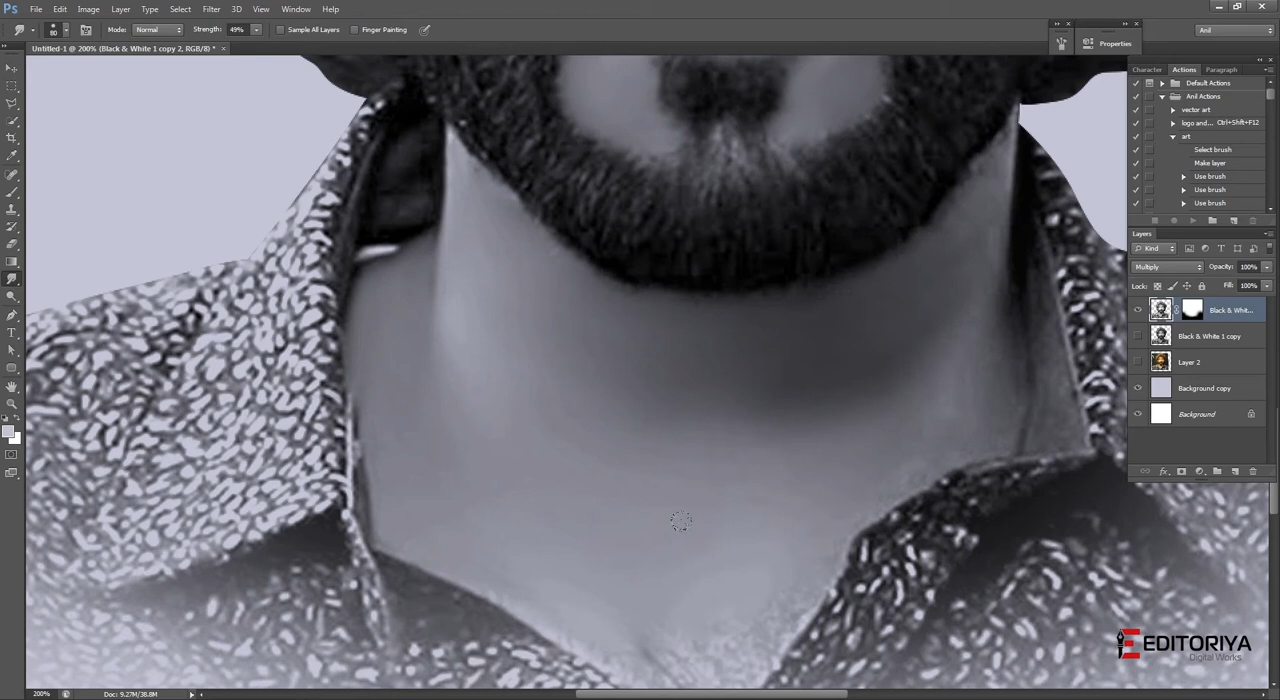 Ps File Edit Image Layer Type Select Filter 3D View Window Help
80 Mode: Normal Strength: 49% Sample All Layers Finger Painting
Properties
Anil
Untitled-1 @ 200% (Black & White 1 copy 2, RGB/8) * ×
Character Actions Paragraph
Default Actions
Anil Actions
vector art
logo and... Ctrl+Shft+F12
art
Select brush
Make layer
Use brush
Use brush
Use brush
Layers
Kind
Multiply Opacity: 100%
Lock: Fill: 100%
Black & Whit...
Black & White 1 copy
Layer 2
Background copy
Background
EDITORIYA
Digital Works
200% Doc: 9.27M/38.8M